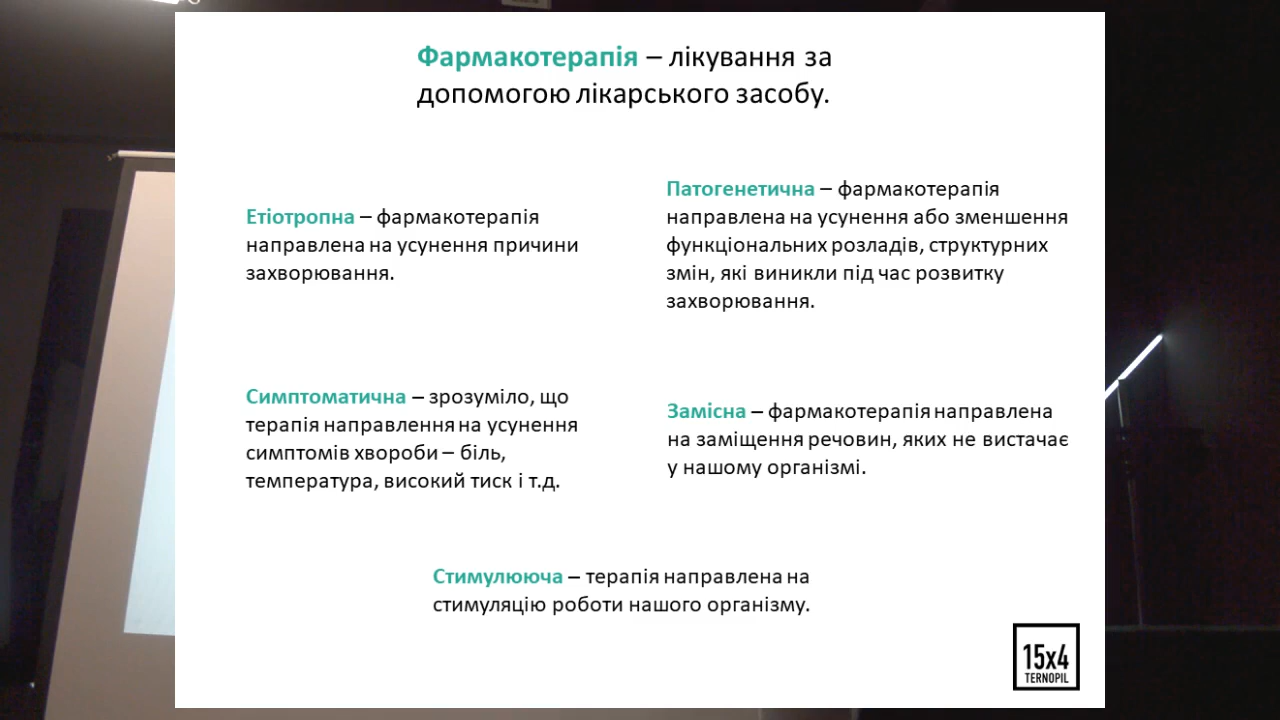 Фармакотерапія – лікування за
допомогою лікарського засобу.
Етіотропна – фармакотерапія
направлена на усунення причини
захворювання.
Патогенетична – фармакотерапія
направлена на усунення або зменшення
функціональних розладів, структурних
змін, які виникли під час розвитку
захворювання.
Симптоматична – зрозуміло, що
терапія направлення на усунення
симптомів хвороби – біль,
температура, високий тиск і т.д.
Замісна – фармакотерапія направлена
на заміщення речовин, яких не вистачає
у нашому організмі.
Стимулююча – терапія направлена на
стимуляцію роботи нашого організму.
15x4
TERNOPIL